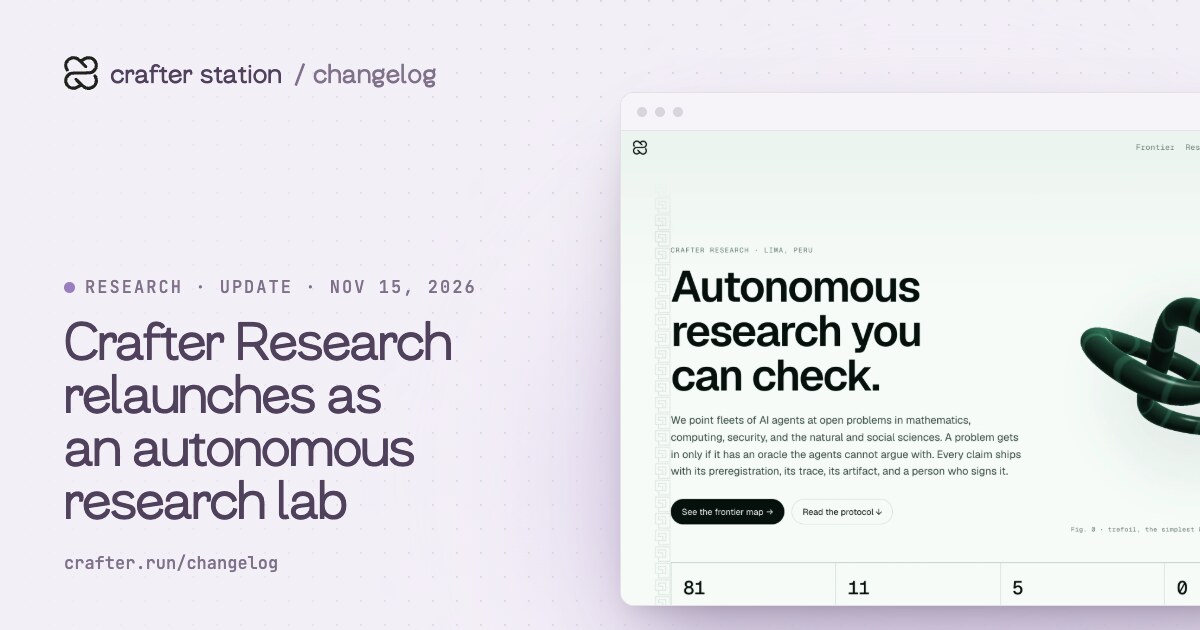 crafter station / changelog
RESEARCH · UPDATE · NOV 15, 2026
Crafter Research
relaunches as
an autonomous
research lab
crafter.run/changelog
Frontier Res
CRAFTER RESEARCH · LIMA, PERU
Autonomous
research you
can check.
We point fleets of AI agents at open problems in mathematics,
computing, security, and the natural and social sciences. A problem gets
in only if it has an oracle the agents cannot argue with. Every claim ships
with its preregistration, its trace, its artifact, and a person who signs it.
See the frontier map →
Read the protocol ↓
Fig. 0 · trefoil, the simplest
81
11
5
0